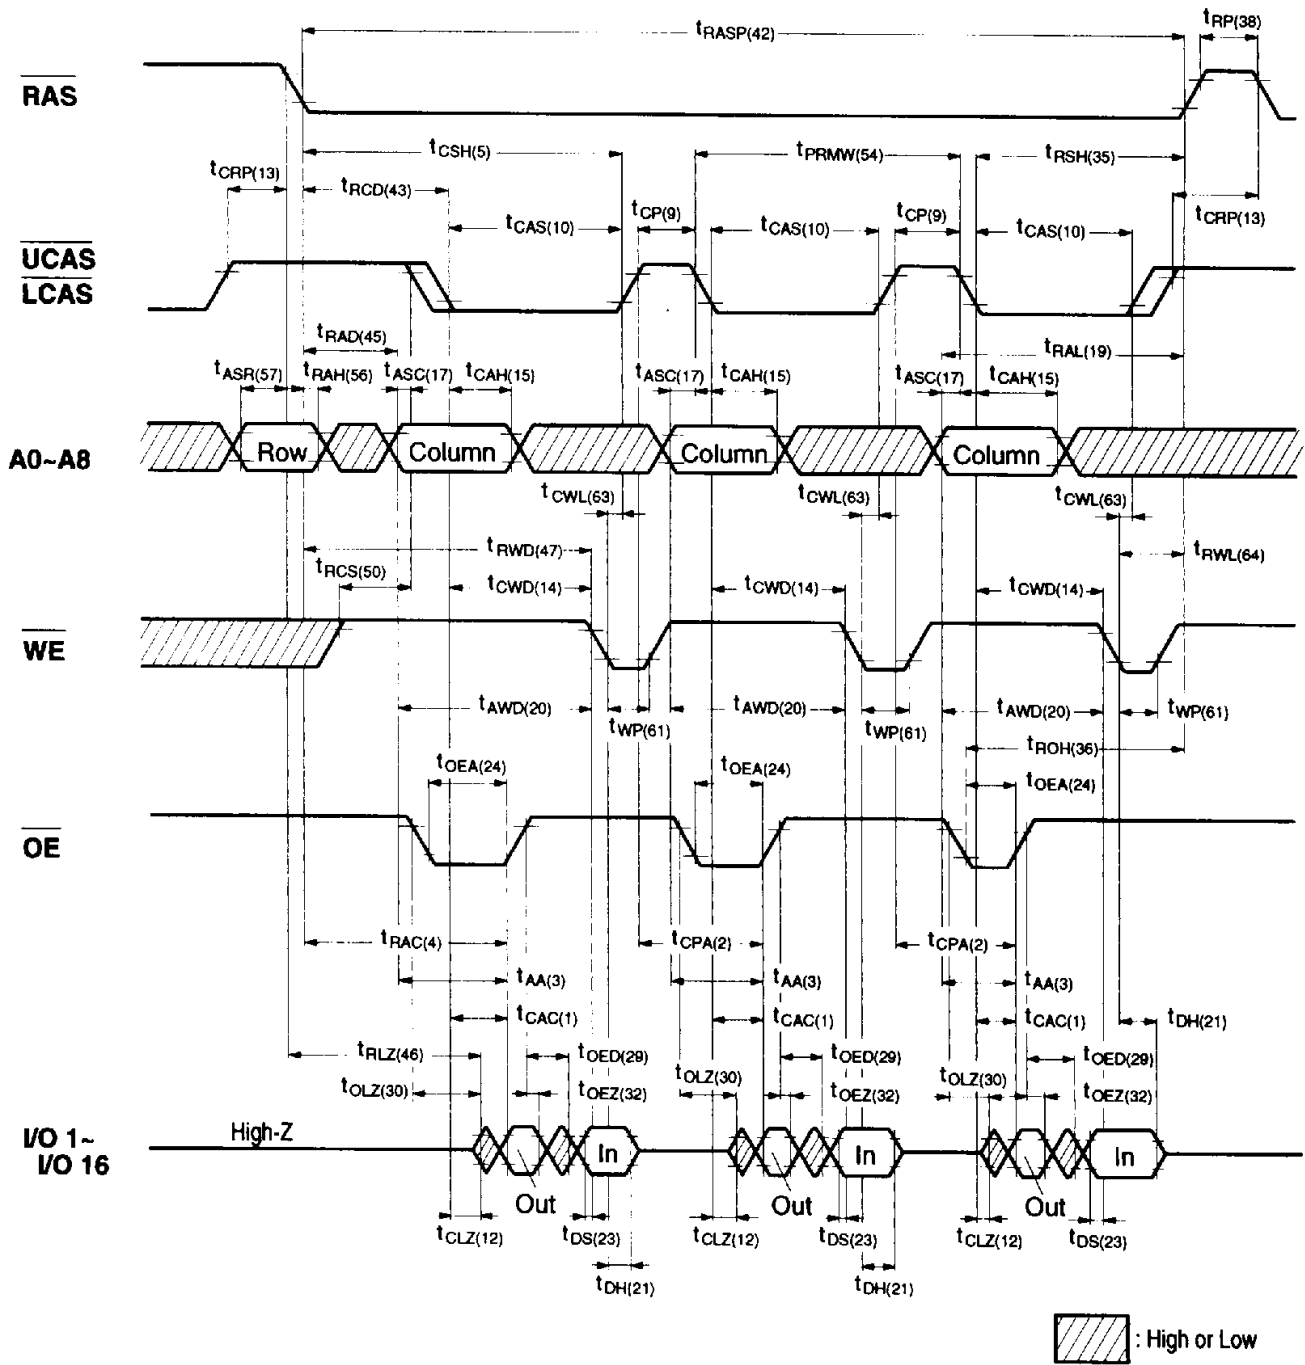 tRASP(42) tRP(38)
RAS
tCSH(5) tPRMW(54) tRSH(35)
tCRP(13) tRCD(43)
tCAS(10) tCP(9) tCAS(10) tCP(9) tCAS(10) tCRP(13)
UCAS
LCAS
tRAD(45) tRAL(19)
tASR(57) tRAH(56) tASC(17) tCAH(15) tASC(17) tCAH(15) tASC(17) tCAH(15)
A0~A8 Row Column Column Column
tCWL(63) tCWL(63) tCWL(63)
tRWD(47) tRWL(64)
tRCS(50) tCWD(14) tCWD(14) tCWD(14)
WE
tAWD(20) tWP(61) tAWD(20) tWP(61) tAWD(20) tWP(61)
tROH(36)
tOEA(24) tOEA(24) tOEA(24)
OE
tRAC(4) tCPA(2) tCPA(2)
tAA(3) tAA(3) tAA(3)
tCAC(1) tCAC(1) tCAC(1) tDH(21)
tRLZ(46) tOED(29) tOED(29) tOED(29)
tOLZ(30) tOEZ(32) tOLZ(30) tOEZ(32) tOLZ(30) tOEZ(32)
I/O 1~ High-Z
I/O 16 In In In
Out Out Out
tCLZ(12) tDS(23) tCLZ(12) tDS(23) tCLZ(12) tDS(23)
tDH(21) tDH(21)
: High or Low